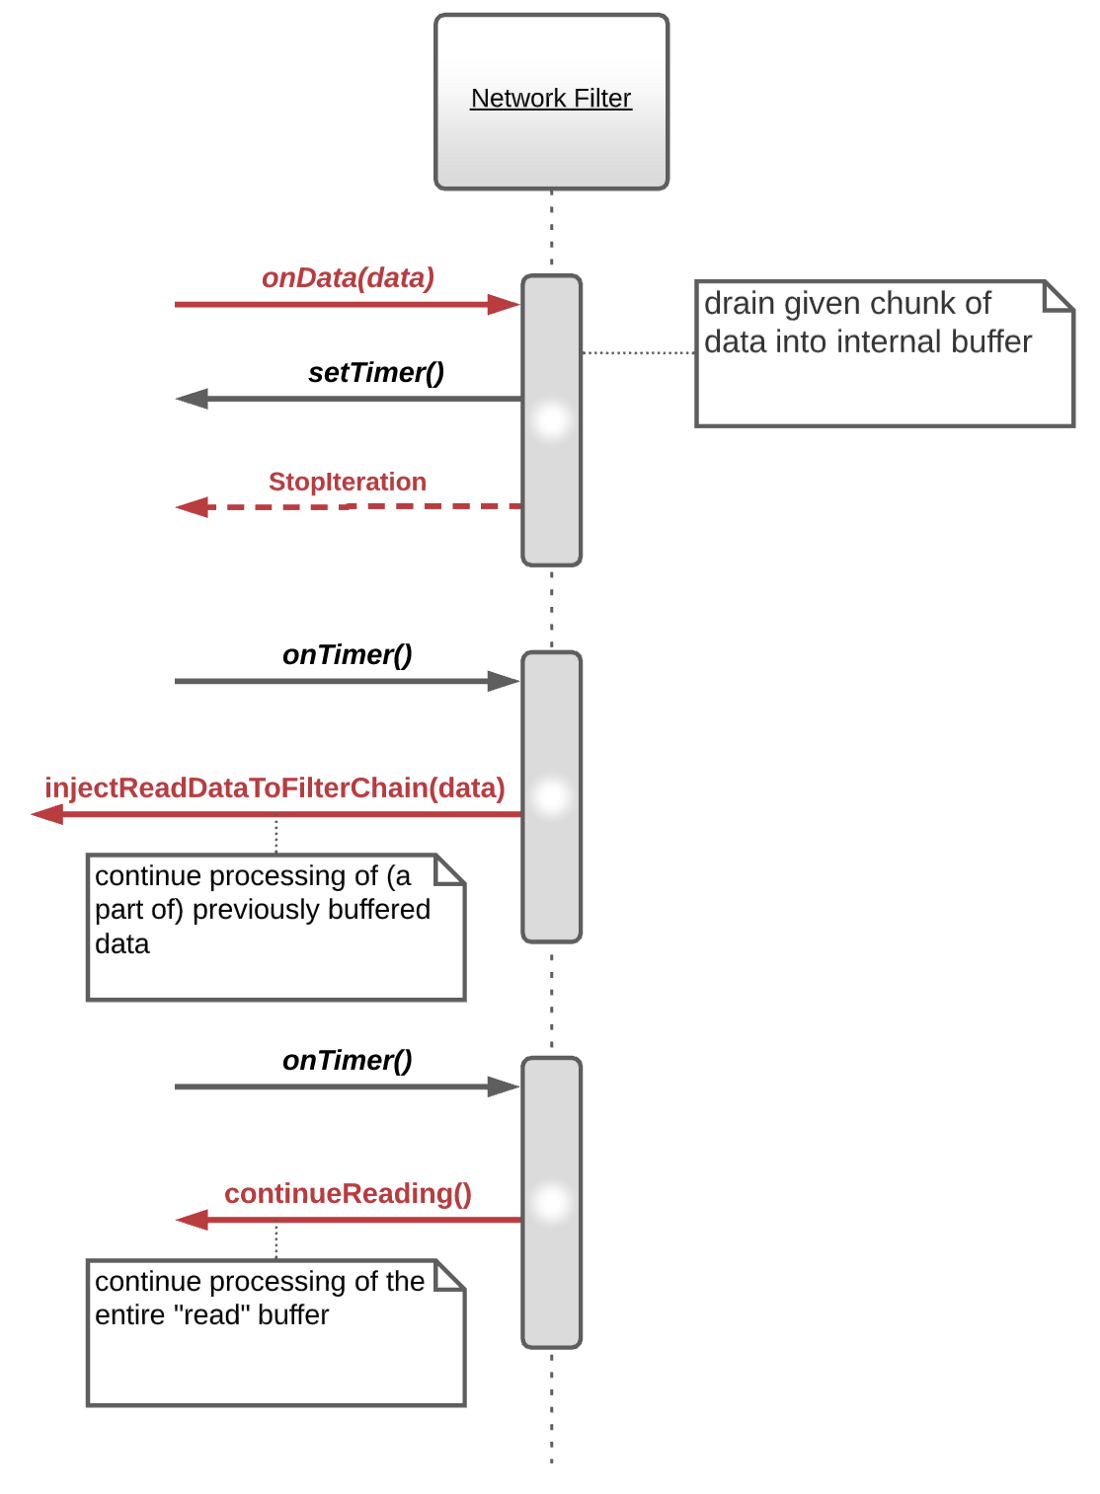 Network Filter
onData(data)
drain given chunk of
data into internal buffer
setTimer()
StopIteration
onTimer()
injectReadDataToFilterChain(data)
continue processing of (a
part of) previously buffered
data
onTimer()
continueReading()
continue processing of the
entire "read" buffer